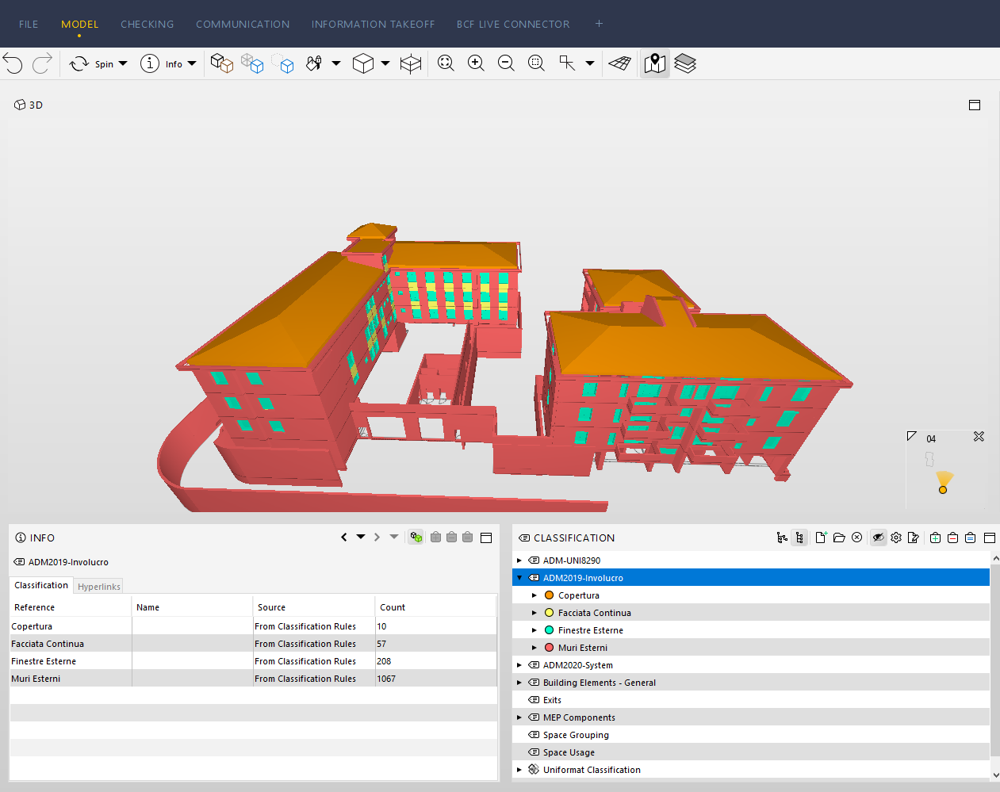 FILE MODEL CHECKING COMMUNICATION INFORMATION TAKEOFF BCF LIVE CONNECTOR +
Spin Info
3D
04
INFO
ADM2019-Involucro
Classification Hyperlinks
Reference Name Source Count
Copertura From Classification Rules 10
Facciata Continua From Classification Rules 57
Finestre Esterne From Classification Rules 208
Muri Esterni From Classification Rules 1067
CLASSIFICATION
ADM-UNI8290
ADM2019-Involucro
Copertura
Facciata Continua
Finestre Esterne
Muri Esterni
ADM2020-System
Building Elements - General
Exits
MEP Components
Space Grouping
Space Usage
Uniformat Classification